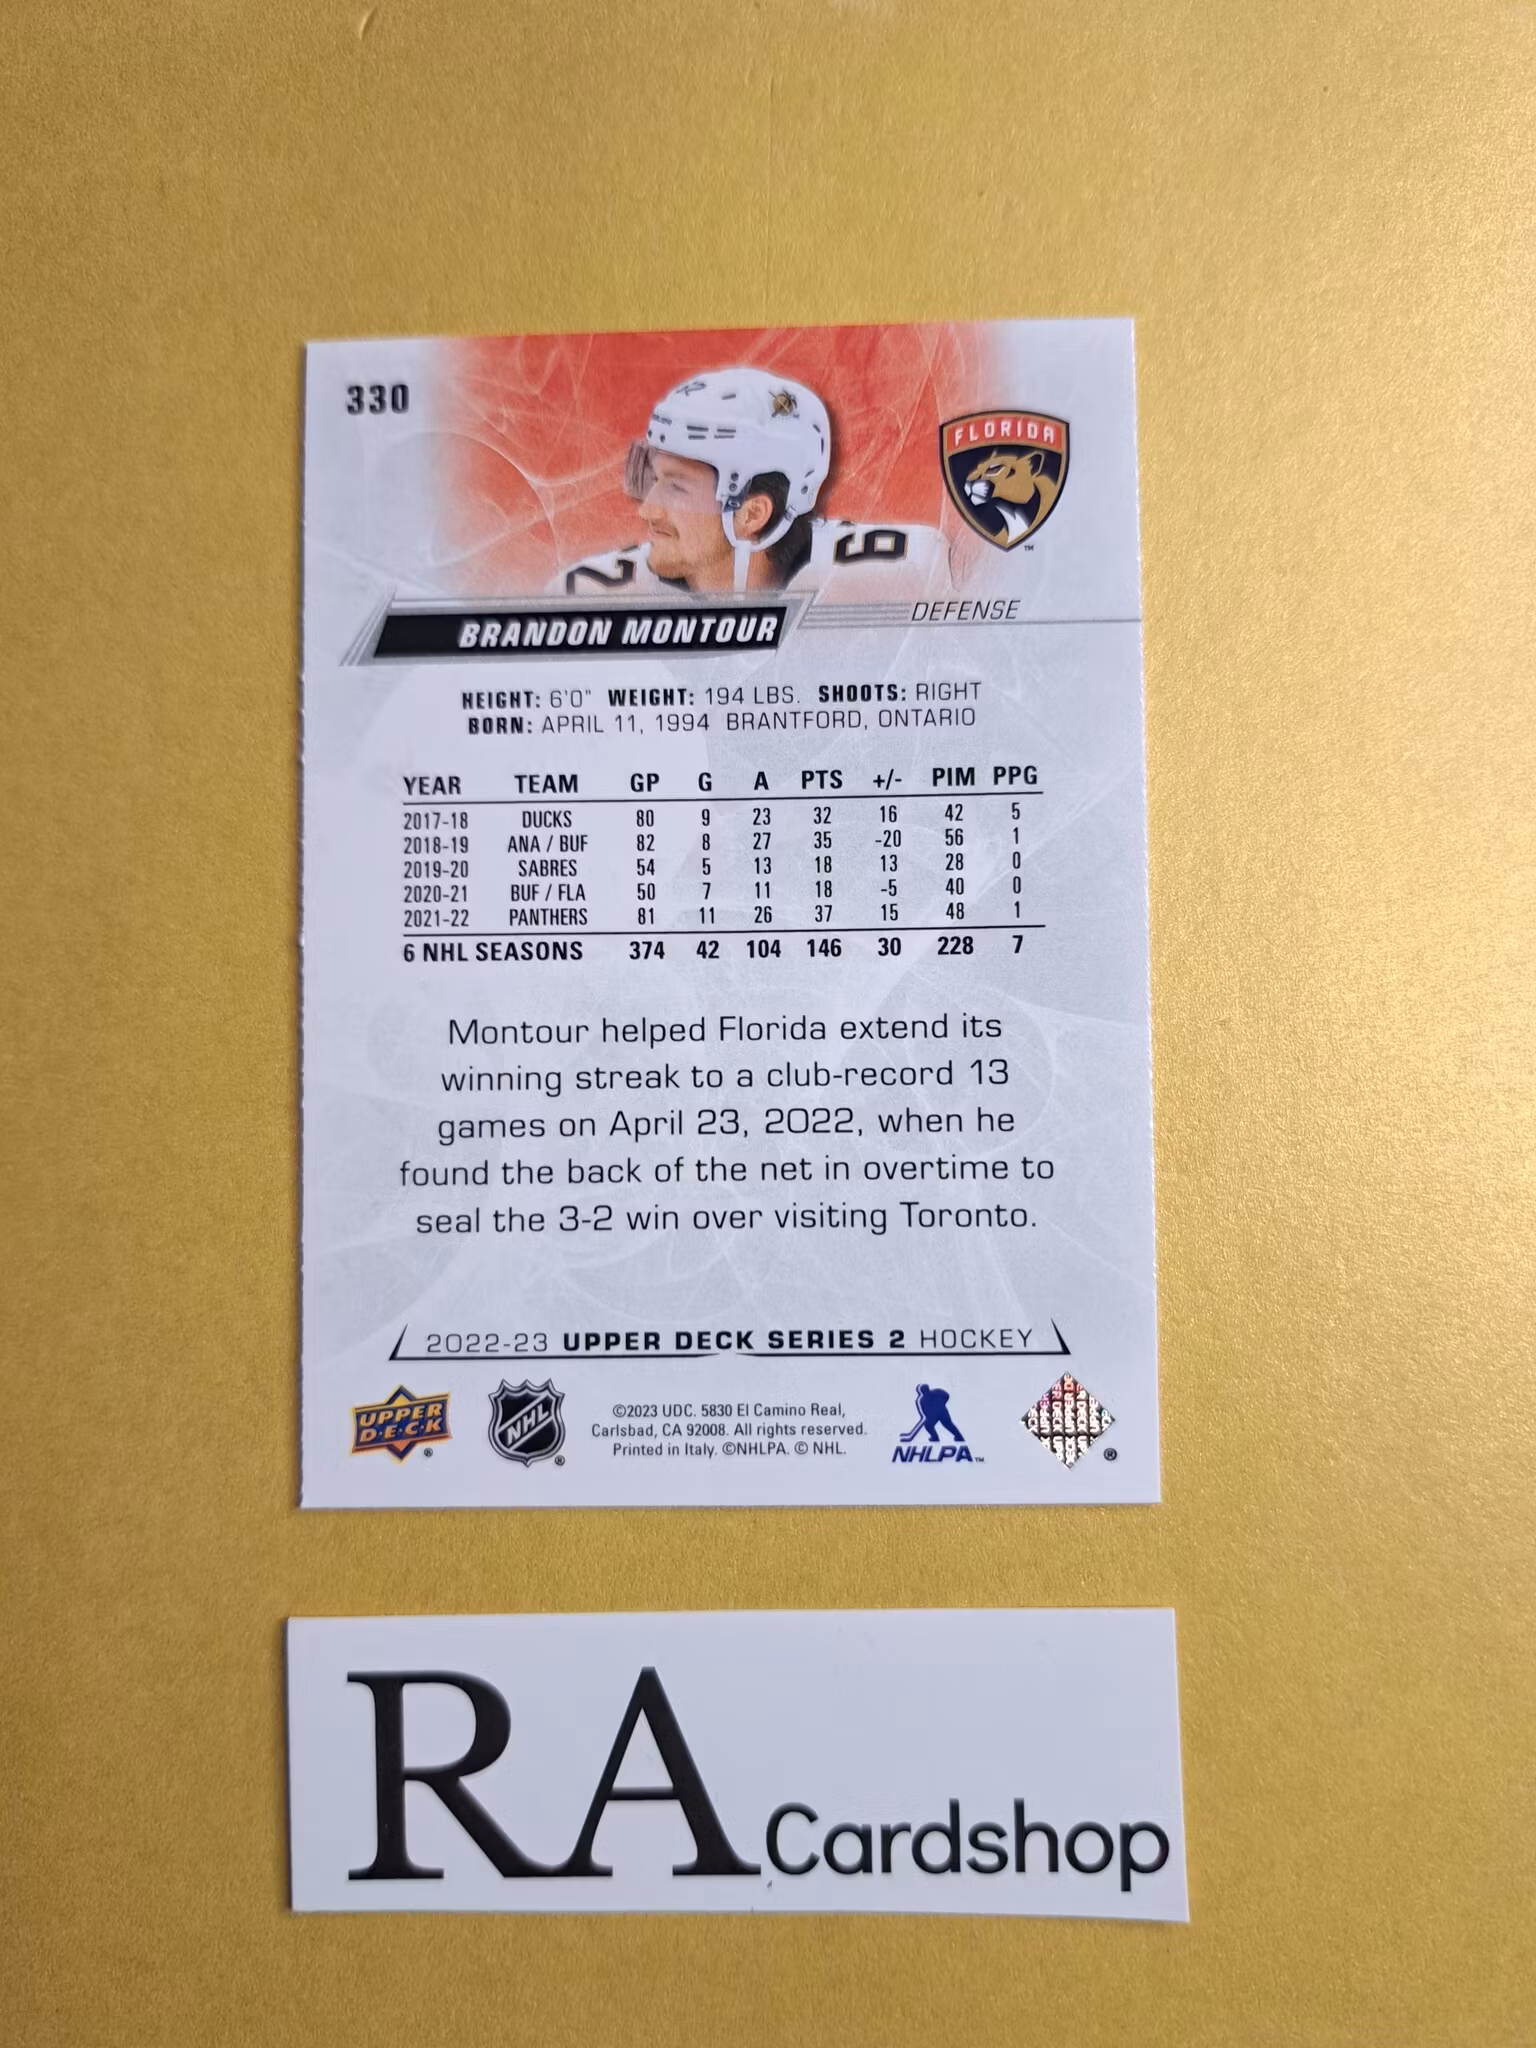 330
FLORIDA
TM
29
BRANDON MONTOUR
DEFENSE
HEIGHT: 6'0" WEIGHT: 194 LBS. SHOOTS: RIGHT
BORN: APRIL 11, 1994 BRANTFORD, ONTARIO
YEAR TEAM GP G A PTS +/- PIM PPG
2017-18 DUCKS 80 9 23 32 16 42 5
2018-19 ANA / BUF 82 8 27 35 -20 56 1
2019-20 SABRES 54 5 13 18 13 28 0
2020-21 BUF / FLA 50 7 11 18 -5 40 0
2021-22 PANTHERS 81 11 26 37 15 48 1
6 NHL SEASONS 374 42 104 146 30 228 7
Montour helped Florida extend its
winning streak to a club-record 13
games on April 23, 2022, when he
found the back of the net in overtime to
seal the 3-2 win over visiting Toronto.
2022-23 UPPER DECK SERIES 2 HOCKEY
UPPER
D·E·C·K
®
NHL
®
©2023 UDC. 5830 El Camino Real,
Carlsbad, CA 92008. All rights reserved.
Printed in Italy. ©NHLPA. © NHL.
NHLPA™
®
RA Cardshop